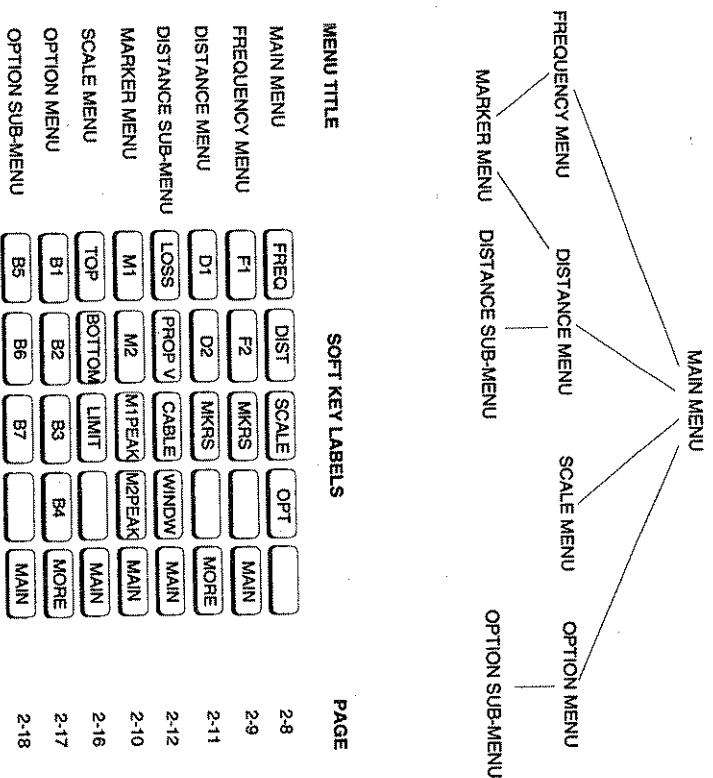 MAIN MENU
FREQUENCY MENU DISTANCE MENU SCALE MENU OPTION MENU
MARKER MENU DISTANCE SUB-MENU OPTION SUB-MENU
MENU TITLE SOFT KEY LABELS PAGE
MAIN MENU FREQ DIST SCALE OPT 2-8
FREQUENCY MENU F1 F2 MKRS MAIN 2-9
DISTANCE MENU D1 D2 MKRS MORE 2-11
DISTANCE SUB-MENU LOSS PROP V CABLE WINDW MAIN 2-12
MARKER MENU M1 M2 M1PEAK M2PEAK MAIN 2-10
SCALE MENU TOP BOTTOM LIMIT MAIN 2-16
OPTION MENU B1 B2 B3 B4 MORE 2-17
OPTION SUB-MENU B5 B6 B7 MAIN 2-18